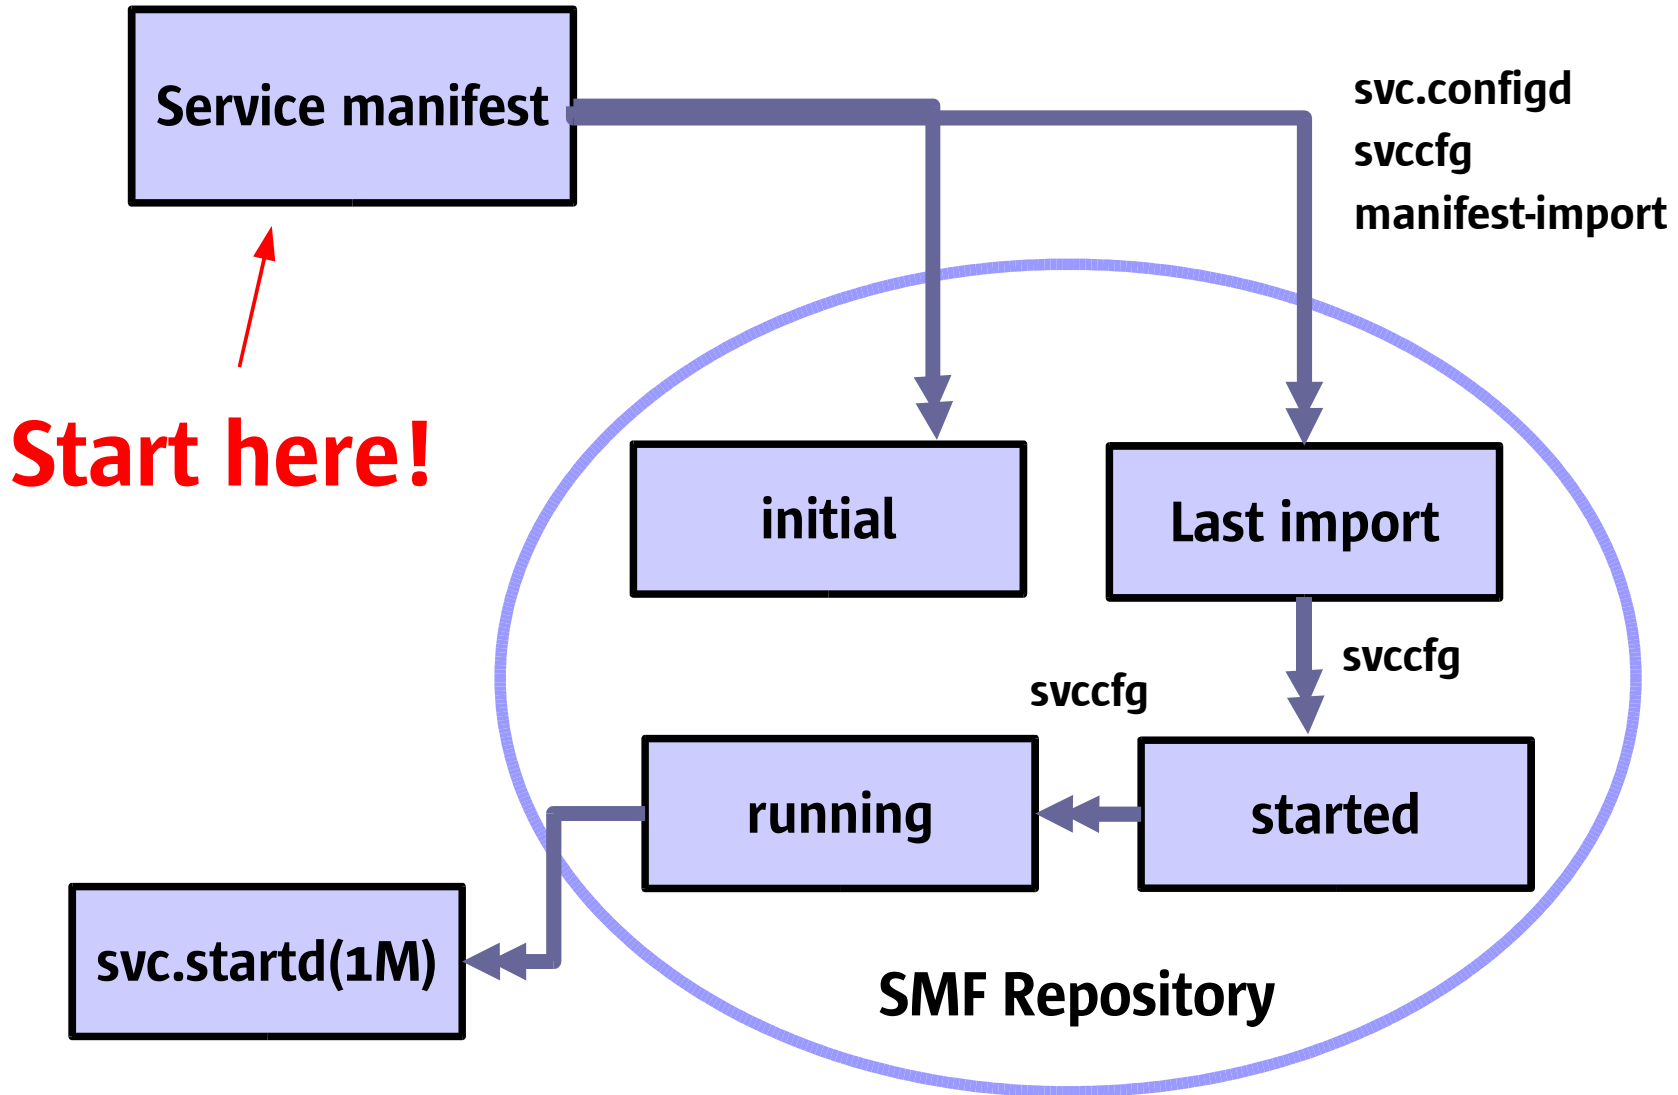 Service manifest
svc.configd
svccfg
manifest-import
Start here!
initial
Last import
svccfg
svccfg
running
started
svc.startd(1M)
SMF Repository